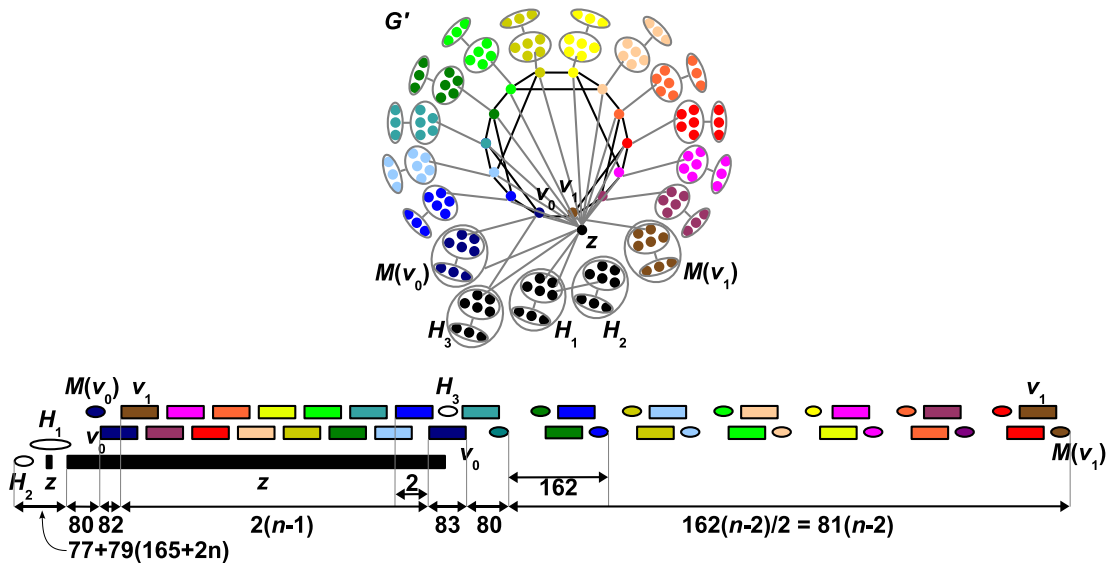 G′
v₀
v₁
z
M(v₀)
M(v₁)
H₃
H₁
H₂
M(v₀)
v₁
H₃
v₁
H₁
v₀
v₀
M(v₁)
H₂
z
z
2
162
80
82
2(n-1)
83
80
162(n-2)/2 = 81(n-2)
77+79(165+2n)